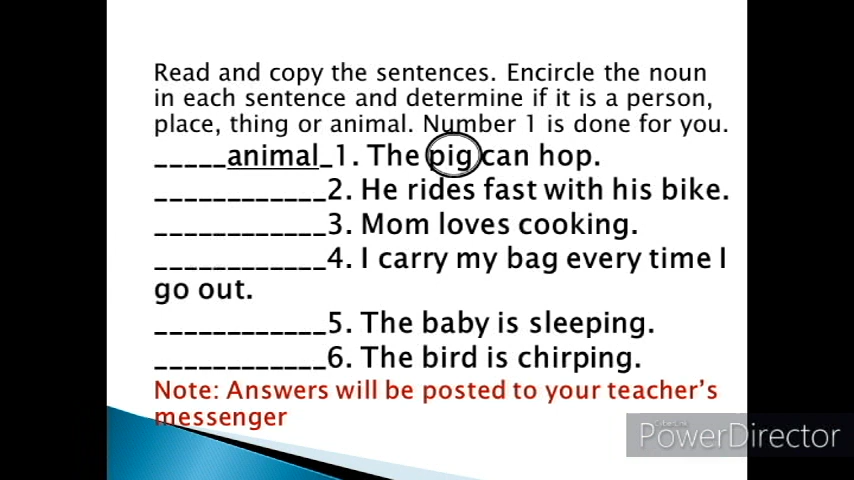 Read and copy the sentences. Encircle the noun
in each sentence and determine if it is a person,
place, thing or animal. Number 1 is done for you.
_____animal_1. The pig can hop.
____________2. He rides fast with his bike.
____________3. Mom loves cooking.
____________4. I carry my bag every time I
go out.
____________5. The baby is sleeping.
____________6. The bird is chirping.
Note: Answers will be posted to your teacher's
messenger
PowerDirector